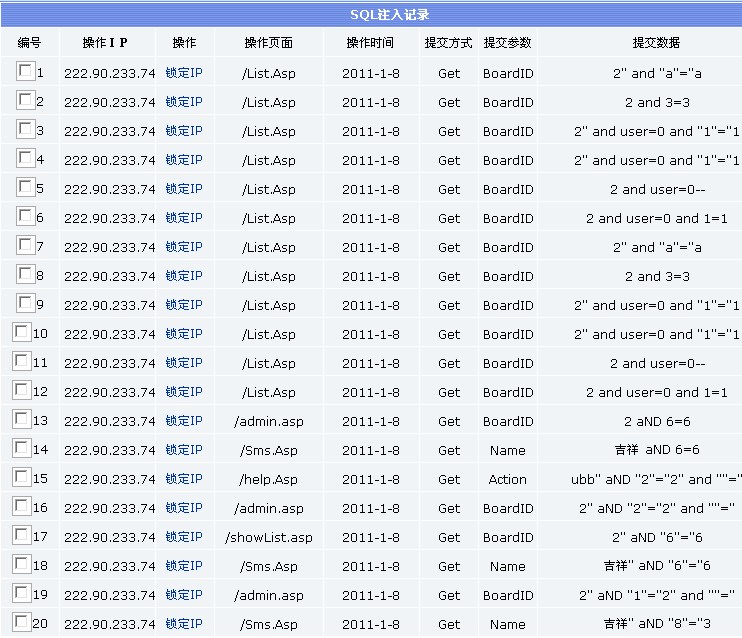 SQL注入记录
编号 操作ＩＰ 操作 操作页面 操作时间 提交方式 提交参数 提交数据
1 222.90.233.74 锁定IP /List.Asp 2011-1-8 Get BoardID 2" and "a"="a
2 222.90.233.74 锁定IP /List.Asp 2011-1-8 Get BoardID 2 and 3=3
3 222.90.233.74 锁定IP /List.Asp 2011-1-8 Get BoardID 2" and user=0 and "1"="1
4 222.90.233.74 锁定IP /List.Asp 2011-1-8 Get BoardID 2" and user=0 and "1"="1
5 222.90.233.74 锁定IP /List.Asp 2011-1-8 Get BoardID 2 and user=0--
6 222.90.233.74 锁定IP /List.Asp 2011-1-8 Get BoardID 2 and user=0 and 1=1
7 222.90.233.74 锁定IP /List.Asp 2011-1-8 Get BoardID 2" and "a"="a
8 222.90.233.74 锁定IP /List.Asp 2011-1-8 Get BoardID 2 and 3=3
9 222.90.233.74 锁定IP /List.Asp 2011-1-8 Get BoardID 2" and user=0 and "1"="1
10 222.90.233.74 锁定IP /List.Asp 2011-1-8 Get BoardID 2" and user=0 and "1"="1
11 222.90.233.74 锁定IP /List.Asp 2011-1-8 Get BoardID 2 and user=0--
12 222.90.233.74 锁定IP /List.Asp 2011-1-8 Get BoardID 2 and user=0 and 1=1
13 222.90.233.74 锁定IP /admin.asp 2011-1-8 Get BoardID 2 aND 6=6
14 222.90.233.74 锁定IP /Sms.Asp 2011-1-8 Get Name 吉祥 aND 6=6
15 222.90.233.74 锁定IP /help.Asp 2011-1-8 Get Action ubb" aND "2"="2" and ""="
16 222.90.233.74 锁定IP /admin.asp 2011-1-8 Get BoardID 2" aND "2"="2" and ""="
17 222.90.233.74 锁定IP /showList.asp 2011-1-8 Get BoardID 2" aND "6"="6
18 222.90.233.74 锁定IP /Sms.Asp 2011-1-8 Get Name 吉祥" aND "6"="6
19 222.90.233.74 锁定IP /admin.asp 2011-1-8 Get BoardID 2" aND "1"="2" and ""="
20 222.90.233.74 锁定IP /Sms.Asp 2011-1-8 Get Name 吉祥" aND "8"="3